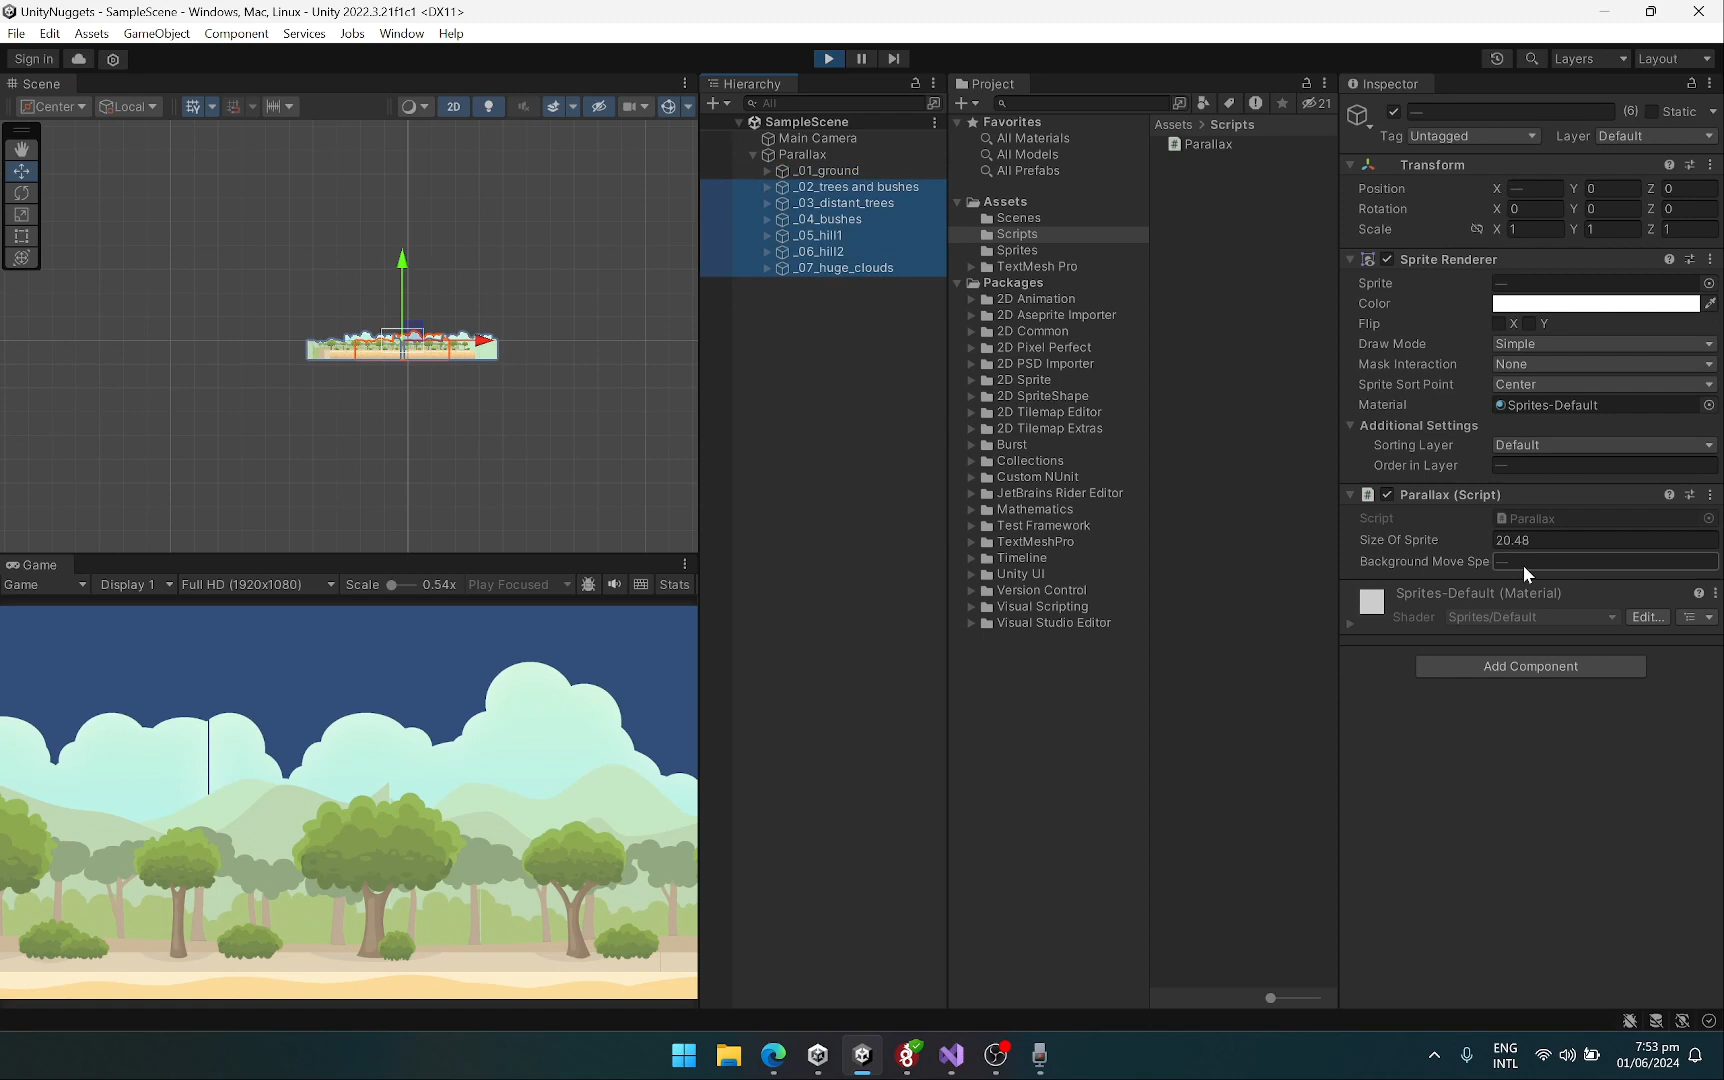 UnityNuggets - SampleScene - Windows, Mac, Linux - Unity 2022.3.21f1c1 <DX11>
File Edit Assets GameObject Component Services Jobs Window Help
Sign in
Layers Layout
Scene
Center Local 2D
Hierarchy
All
SampleScene
Main Camera
Parallax
_01_ground
_02_trees and bushes
_03_distant_trees
_04_bushes
_05_hill1
_06_hill2
_07_huge_clouds
Project
21
Favorites
All Materials
All Models
All Prefabs
Assets
Scenes
Scripts
Sprites
TextMesh Pro
Packages
2D Animation
2D Aseprite Importer
2D Common
2D Pixel Perfect
2D PSD Importer
2D Sprite
2D SpriteShape
2D Tilemap Editor
2D Tilemap Extras
Burst
Collections
Custom NUnit
JetBrains Rider Editor
Mathematics
Test Framework
TextMeshPro
Timeline
Unity UI
Version Control
Visual Scripting
Visual Studio Editor
Assets > Scripts
Parallax
Inspector
— (6) Static
Tag Untagged Layer Default
Transform
Position X — Y 0 Z 0
Rotation X 0 Y 0 Z 0
Scale X 1 Y 1 Z 1
Sprite Renderer
Sprite —
Color
Flip X Y
Draw Mode Simple
Mask Interaction None
Sprite Sort Point Center
Material Sprites-Default
Additional Settings
Sorting Layer Default
Order in Layer —
Parallax (Script)
Script Parallax
Size Of Sprite 20.48
Background Move Spe —
Sprites-Default (Material)
Shader Sprites/Default Edit...
Add Component
Game
Game Display 1 Full HD (1920x1080) Scale 0.54x Play Focused Stats
ENG
INTL
7:53 pm
01/06/2024